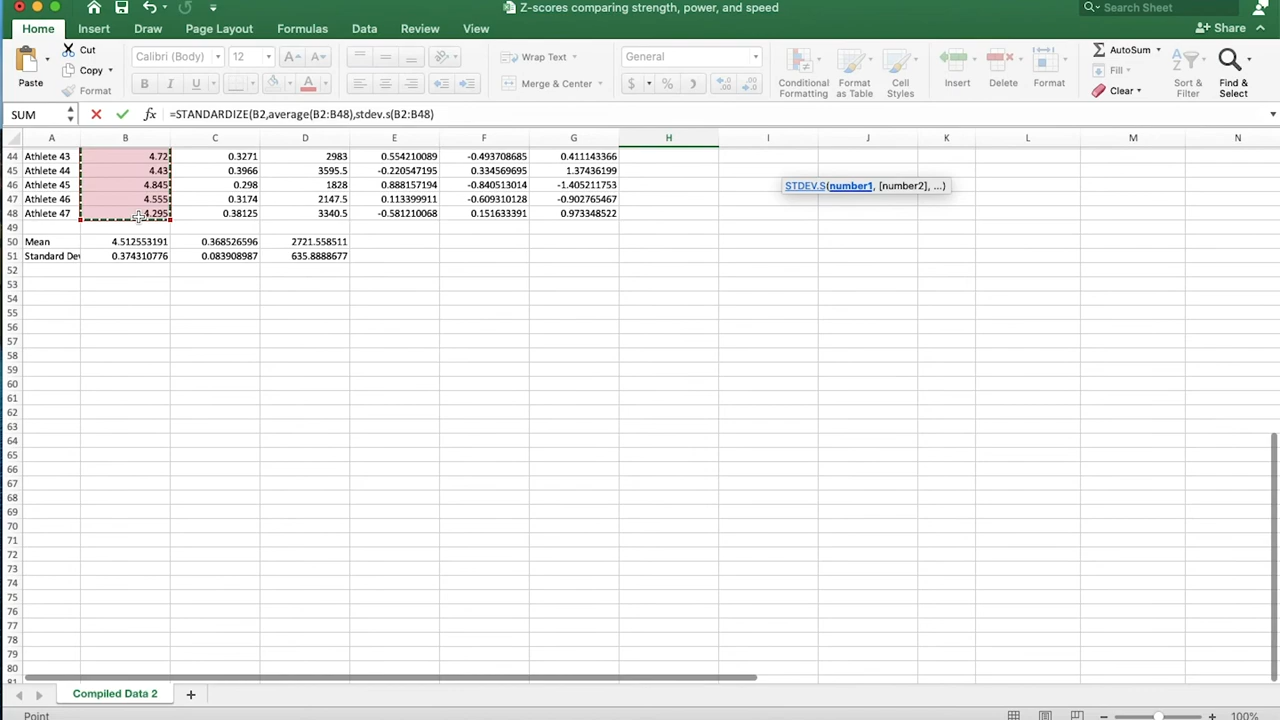 Z-scores comparing strength, power, and speed
Search Sheet
Home Insert Draw Page Layout Formulas Data Review View
Share
Paste
Cut
Copy
Format
Calibri (Body) 12
A A
B I U
A
Wrap Text
Merge & Center
General
$ % )
Conditional Formatting
Format as Table
Cell Styles
Insert
Delete
Format
AutoSum
Fill
Clear
Sort & Filter
Find & Select
SUM fx =STANDARDIZE(B2,average(B2:B48),stdev.s(B2:B48)
A B C D E F G H I J K L M N
44 Athlete 43 4.72 0.3271 2983 0.554210089 -0.493708685 0.411143366
45 Athlete 44 4.43 0.3966 3595.5 -0.220547195 0.334569695 1.37436199
46 Athlete 45 4.845 0.298 1828 0.888157194 -0.840513014 -1.405211753
47 Athlete 46 4.555 0.3174 2147.5 0.113399911 -0.609310128 -0.902765467
48 Athlete 47 4.295 0.38125 3340.5 -0.581210068 0.151633391 0.973348522
STDEV.S(number1, [number2], ...)
49
50 Mean 4.512553191 0.368526596 2721.558511
51 Standard Dev 0.374310776 0.083908987 635.8888677
52
53
54
55
56
57
58
59
60
61
62
63
64
65
66
67
68
69
70
71
72
73
74
75
76
77
78
79
80
81
Compiled Data 2 +
Point
100%